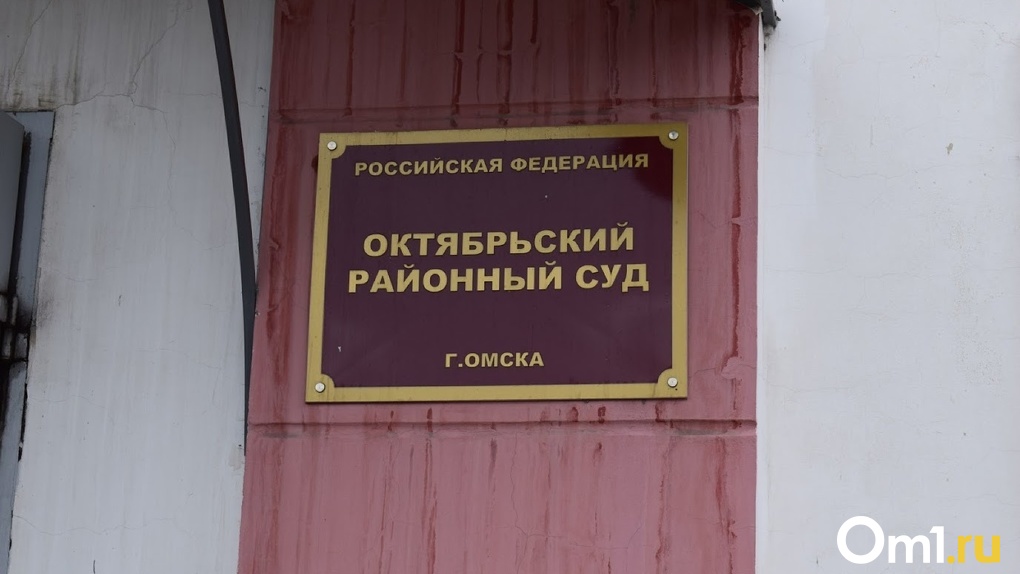 РОССИЙСКАЯ ФЕДЕРАЦИЯ
ОКТЯБРЬСКИЙ
РАЙОННЫЙ СУД
Г.ОМСКА
Om1.ru